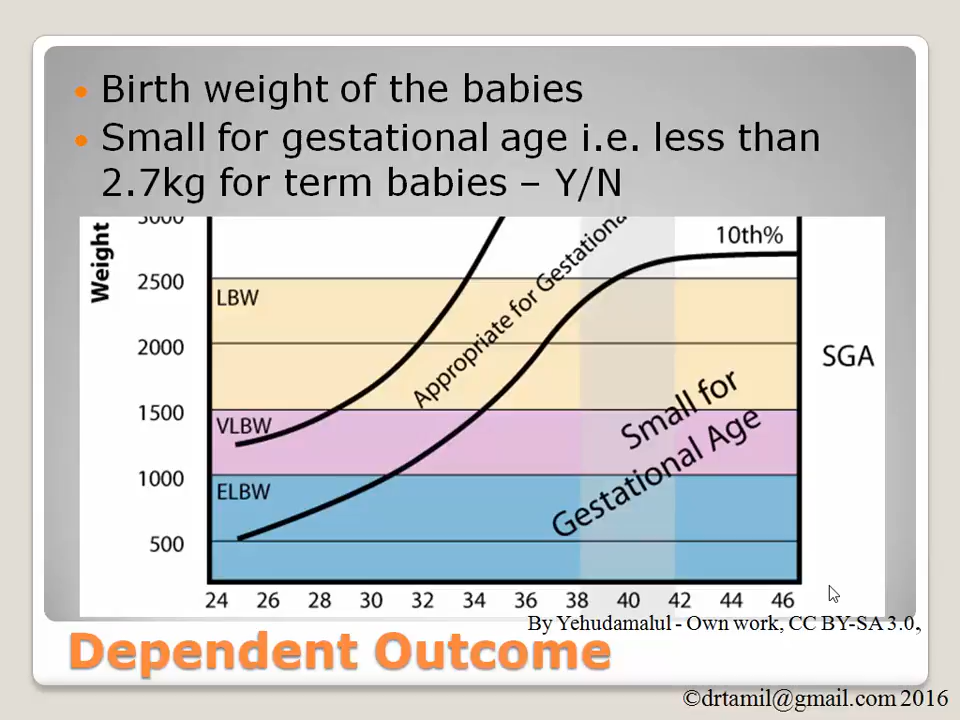 Birth weight of the babies
Small for gestational age i.e. less than
2.7kg for term babies – Y/N
3000
Weight
10th%
2500
LBW
Appropriate for Gestational
2000
SGA
1500
VLBW
Small for
Gestational Age
1000
ELBW
500
24 26 28 30 32 34 36 38 40 42 44 46
By Yehudamalul - Own work, CC BY-SA 3.0,
Dependent Outcome
©drtamil@gmail.com 2016